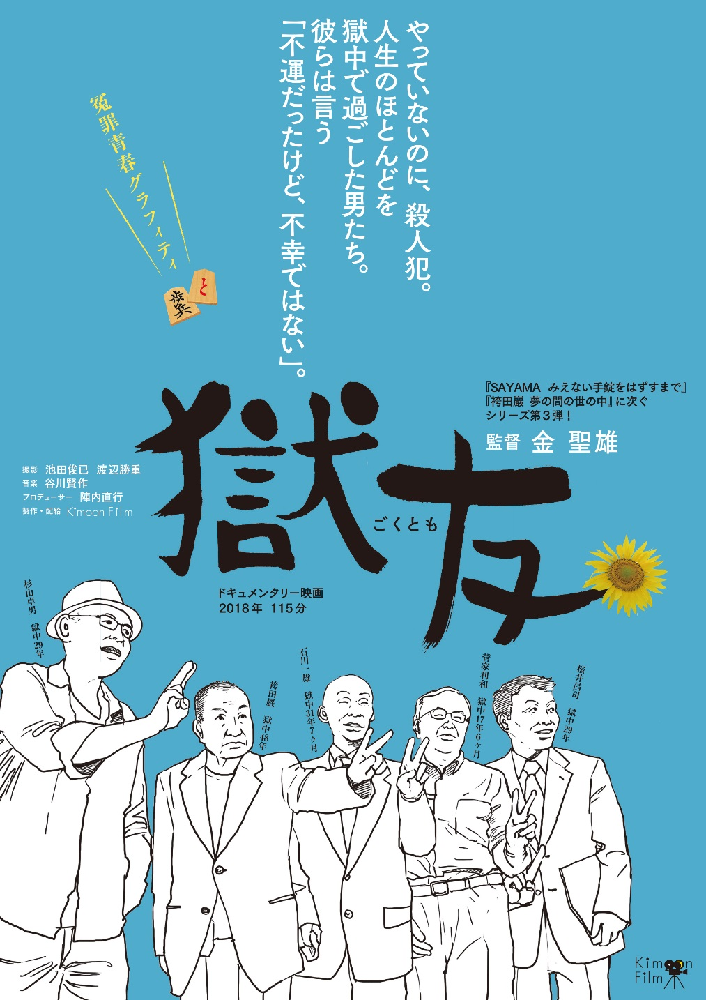 やっていないのに、殺人犯。
人生のほとんどを
獄中で過ごした男たち。
彼らは言う
「不運だったけど、不幸ではない」。
冤罪青春グラフィティ
と
歩兵
『SAYAMA みえない手錠をはずすまで』
『袴田巖 夢の間の世の中』に次ぐ
シリーズ第3弾！
監督 金 聖雄
獄友
ごくとも
撮影 池田俊巳 渡辺勝重
音楽 谷川賢作
プロデューサー 陣内直行
製作・配給 Kimoon Film
ドキュメンタリー映画
2018年 115分
杉山卓男 獄中29年
袴田巖 獄中48年
石川一雄 獄中31年7ヶ月
菅家利和 獄中17年6ヶ月
桜井昌司 獄中29年
Kimoon
Film